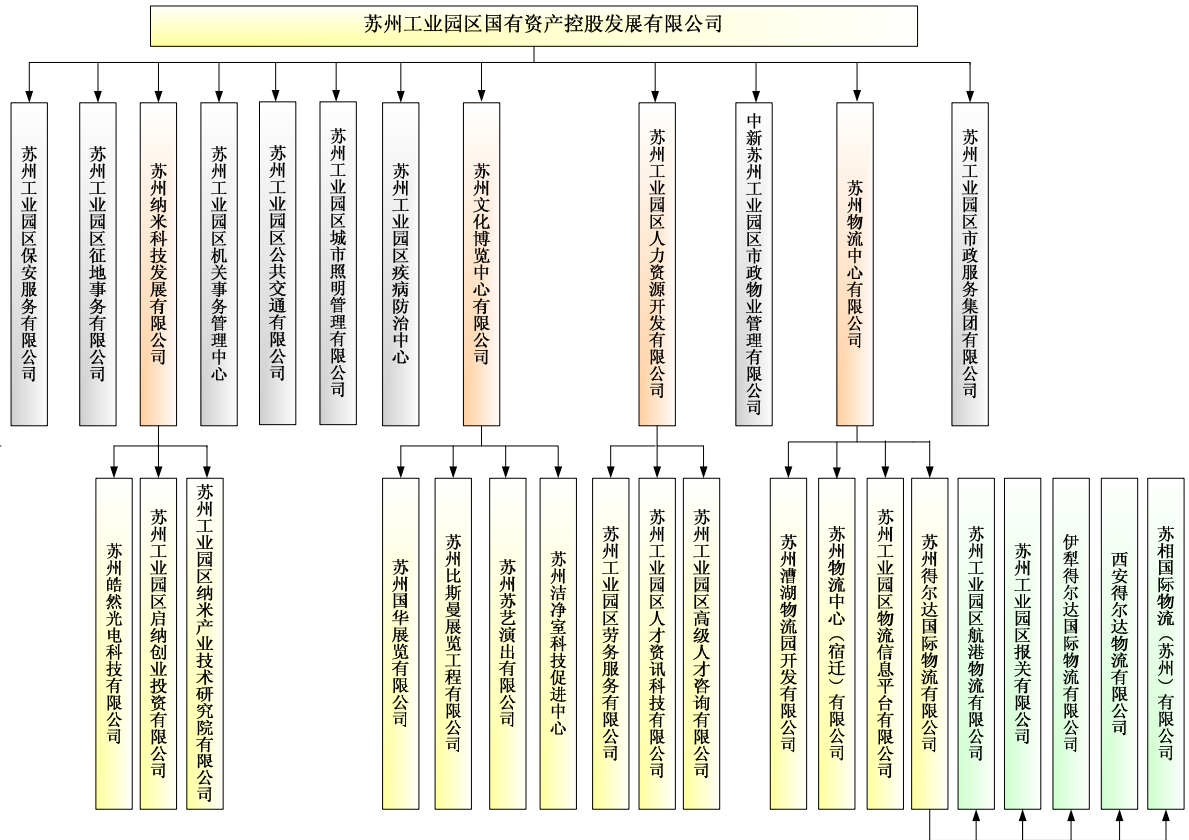 苏州工业园区国有资产控股发展有限公司
苏州工业园区保安服务有限公司
苏州工业园区征地事务有限公司
苏州纳米科技发展有限公司
苏州工业园区机关事务管理中心
苏州工业园区公共交通有限公司
苏州工业园区城市照明管理有限公司
苏州工业园区疾病防治中心
苏州文化博览中心有限公司
苏州工业园区人力资源开发有限公司
中新苏州工业园区市政物业管理有限公司
苏州物流中心有限公司
苏州工业园区市政服务集团有限公司
苏州皓然光电科技有限公司
苏州工业园区启纳创业投资有限公司
苏州工业园区纳米产业技术研究院有限公司
苏州国华展览有限公司
苏州比斯曼展览工程有限公司
苏州苏艺演出有限公司
苏州洁净室科技促进中心
苏州工业园区劳务服务有限公司
苏州工业园区人才资讯科技有限公司
苏州工业园区高级人才咨询有限公司
苏州漕湖物流园开发有限公司
苏州物流中心（宿迁）有限公司
苏州工业园区物流信息平台有限公司
苏州得尔达国际物流有限公司
苏州工业园区航港物流有限公司
苏州工业园区报关有限公司
伊犁得尔达国际物流有限公司
西安得尔达物流有限公司
苏相国际物流（苏州）有限公司